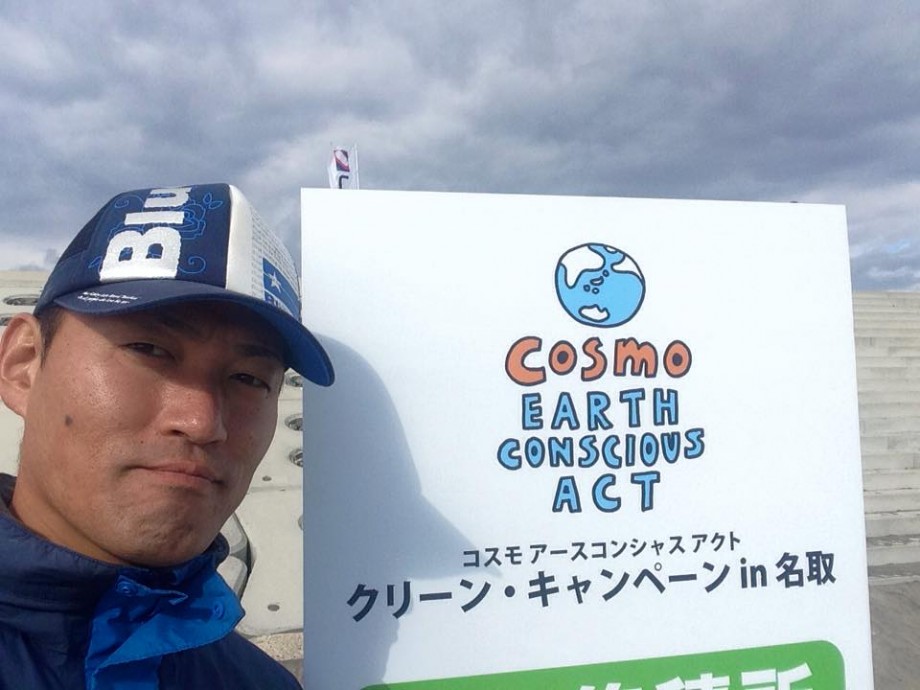 Blu
COSMO
EARTH
CONSCIOUS
ACT
コスモ アースコンシャス アクト
クリーン・キャンペーン in 名取